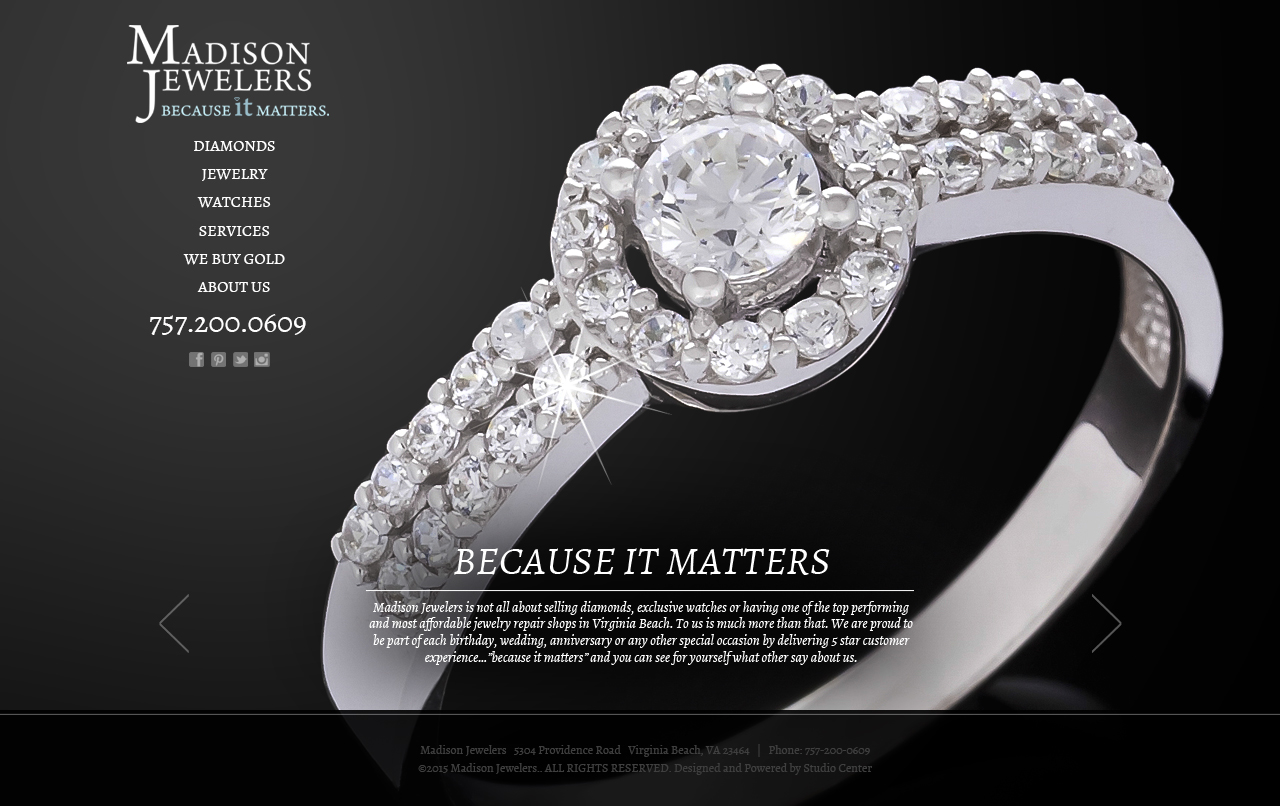 MADISON
JEWELERS
BECAUSE it MATTERS.
DIAMONDS
JEWELRY
WATCHES
SERVICES
WE BUY GOLD
ABOUT US
757.200.0609
BECAUSE IT MATTERS
Madison Jewelers is not all about selling diamonds, exclusive watches or having one of the top performing
and most affordable jewelry repair shops in Virginia Beach. To us is much more than that. We are proud to
be part of each birthday, wedding, anniversary or any other special occasion by delivering 5 star customer
experience..."because it matters" and you can see for yourself what other say about us.
Madison Jewelers 5304 Providence Road Virginia Beach, VA 23464 | Phone: 757-200-0609
©2015 Madison Jewelers.. ALL RIGHTS RESERVED. Designed and Powered by Studio Center